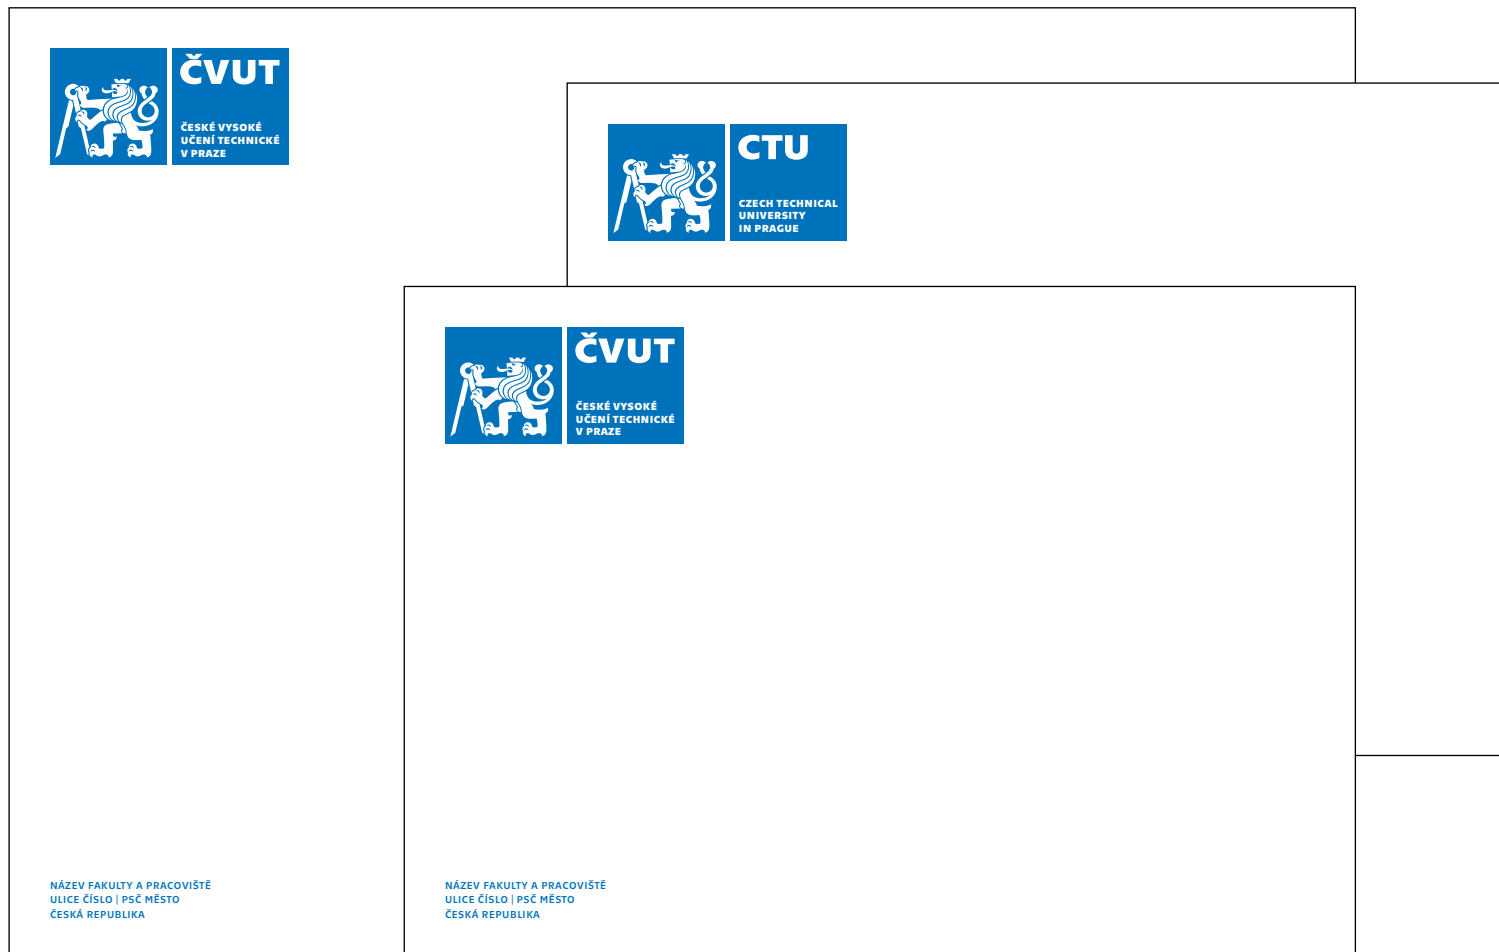 ČVUT
ČESKÉ VYSOKÉ
UČENÍ TECHNICKÉ
V PRAZE
CTU
CZECH TECHNICAL
UNIVERSITY
IN PRAGUE
ČVUT
ČESKÉ VYSOKÉ
UČENÍ TECHNICKÉ
V PRAZE
NÁZEV FAKULTY A PRACOVIŠTĚ
ULICE ČÍSLO | PSČ MĚSTO
ČESKÁ REPUBLIKA
NÁZEV FAKULTY A PRACOVIŠTĚ
ULICE ČÍSLO | PSČ MĚSTO
ČESKÁ REPUBLIKA